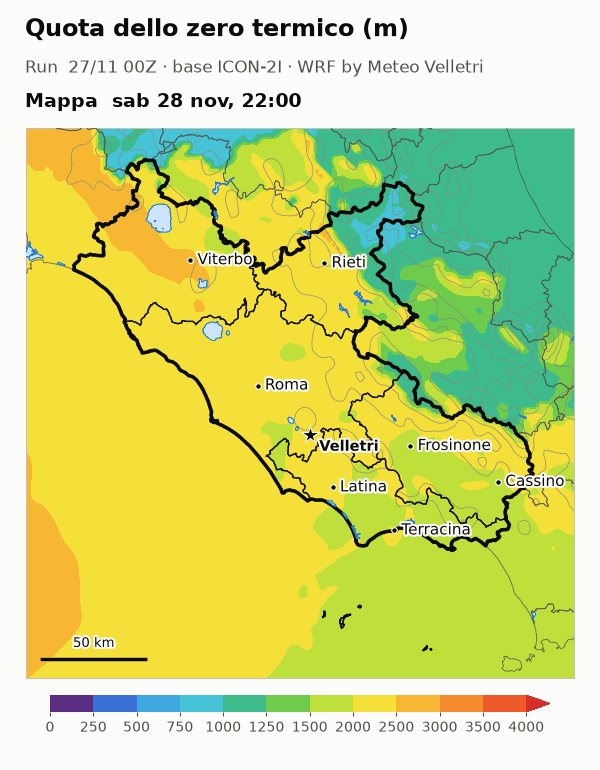 Quota dello zero termico (m)
Run  27/11 00Z · base ICON-2I · WRF by Meteo Velletri
Mappa  sab 28 nov, 22:00
Viterbo
Rieti
Roma
Velletri
Frosinone
Cassino
Latina
Terracina
50 km
0 250 500 750 1000 1250 1500 2000 2500 3000 3500 4000